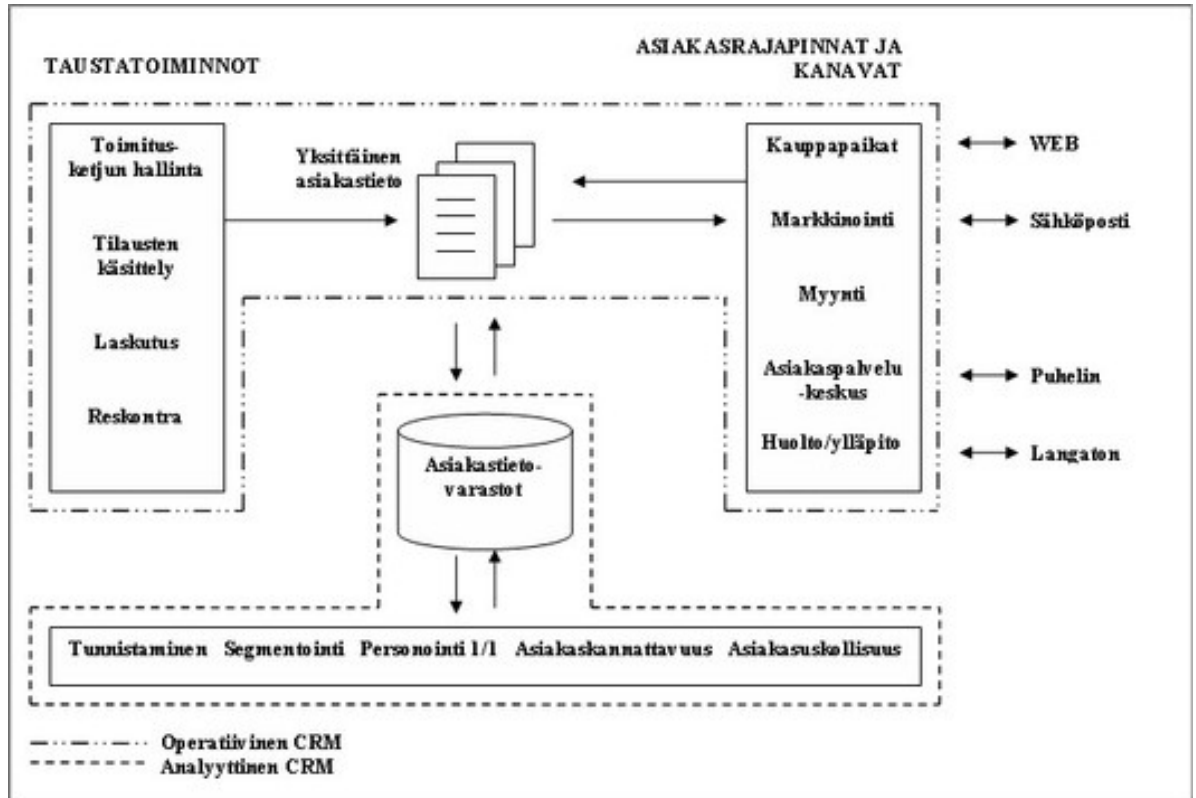 TAUSTATOIMINNOT
ASIAKASRAJAPINNAT JA
KANAVAT
Toimitus-
ketjun hallinta
Tilausten
käsittely
Laskutus
Reskontra
Yksittäinen
asiakastieto
Kauppapaikat
Markkinointi
Myynti
Asiakaspalvelu
-keskus
Huolto/ylläpito
WEB
Sähköposti
Puhelin
Langaton
Asiakastieto-
varastot
Tunnistaminen Segmentointi Personointi 1/1 Asiakaskannattavuus Asiakasuskollisuus
Operatiivinen CRM
Analyyttinen CRM